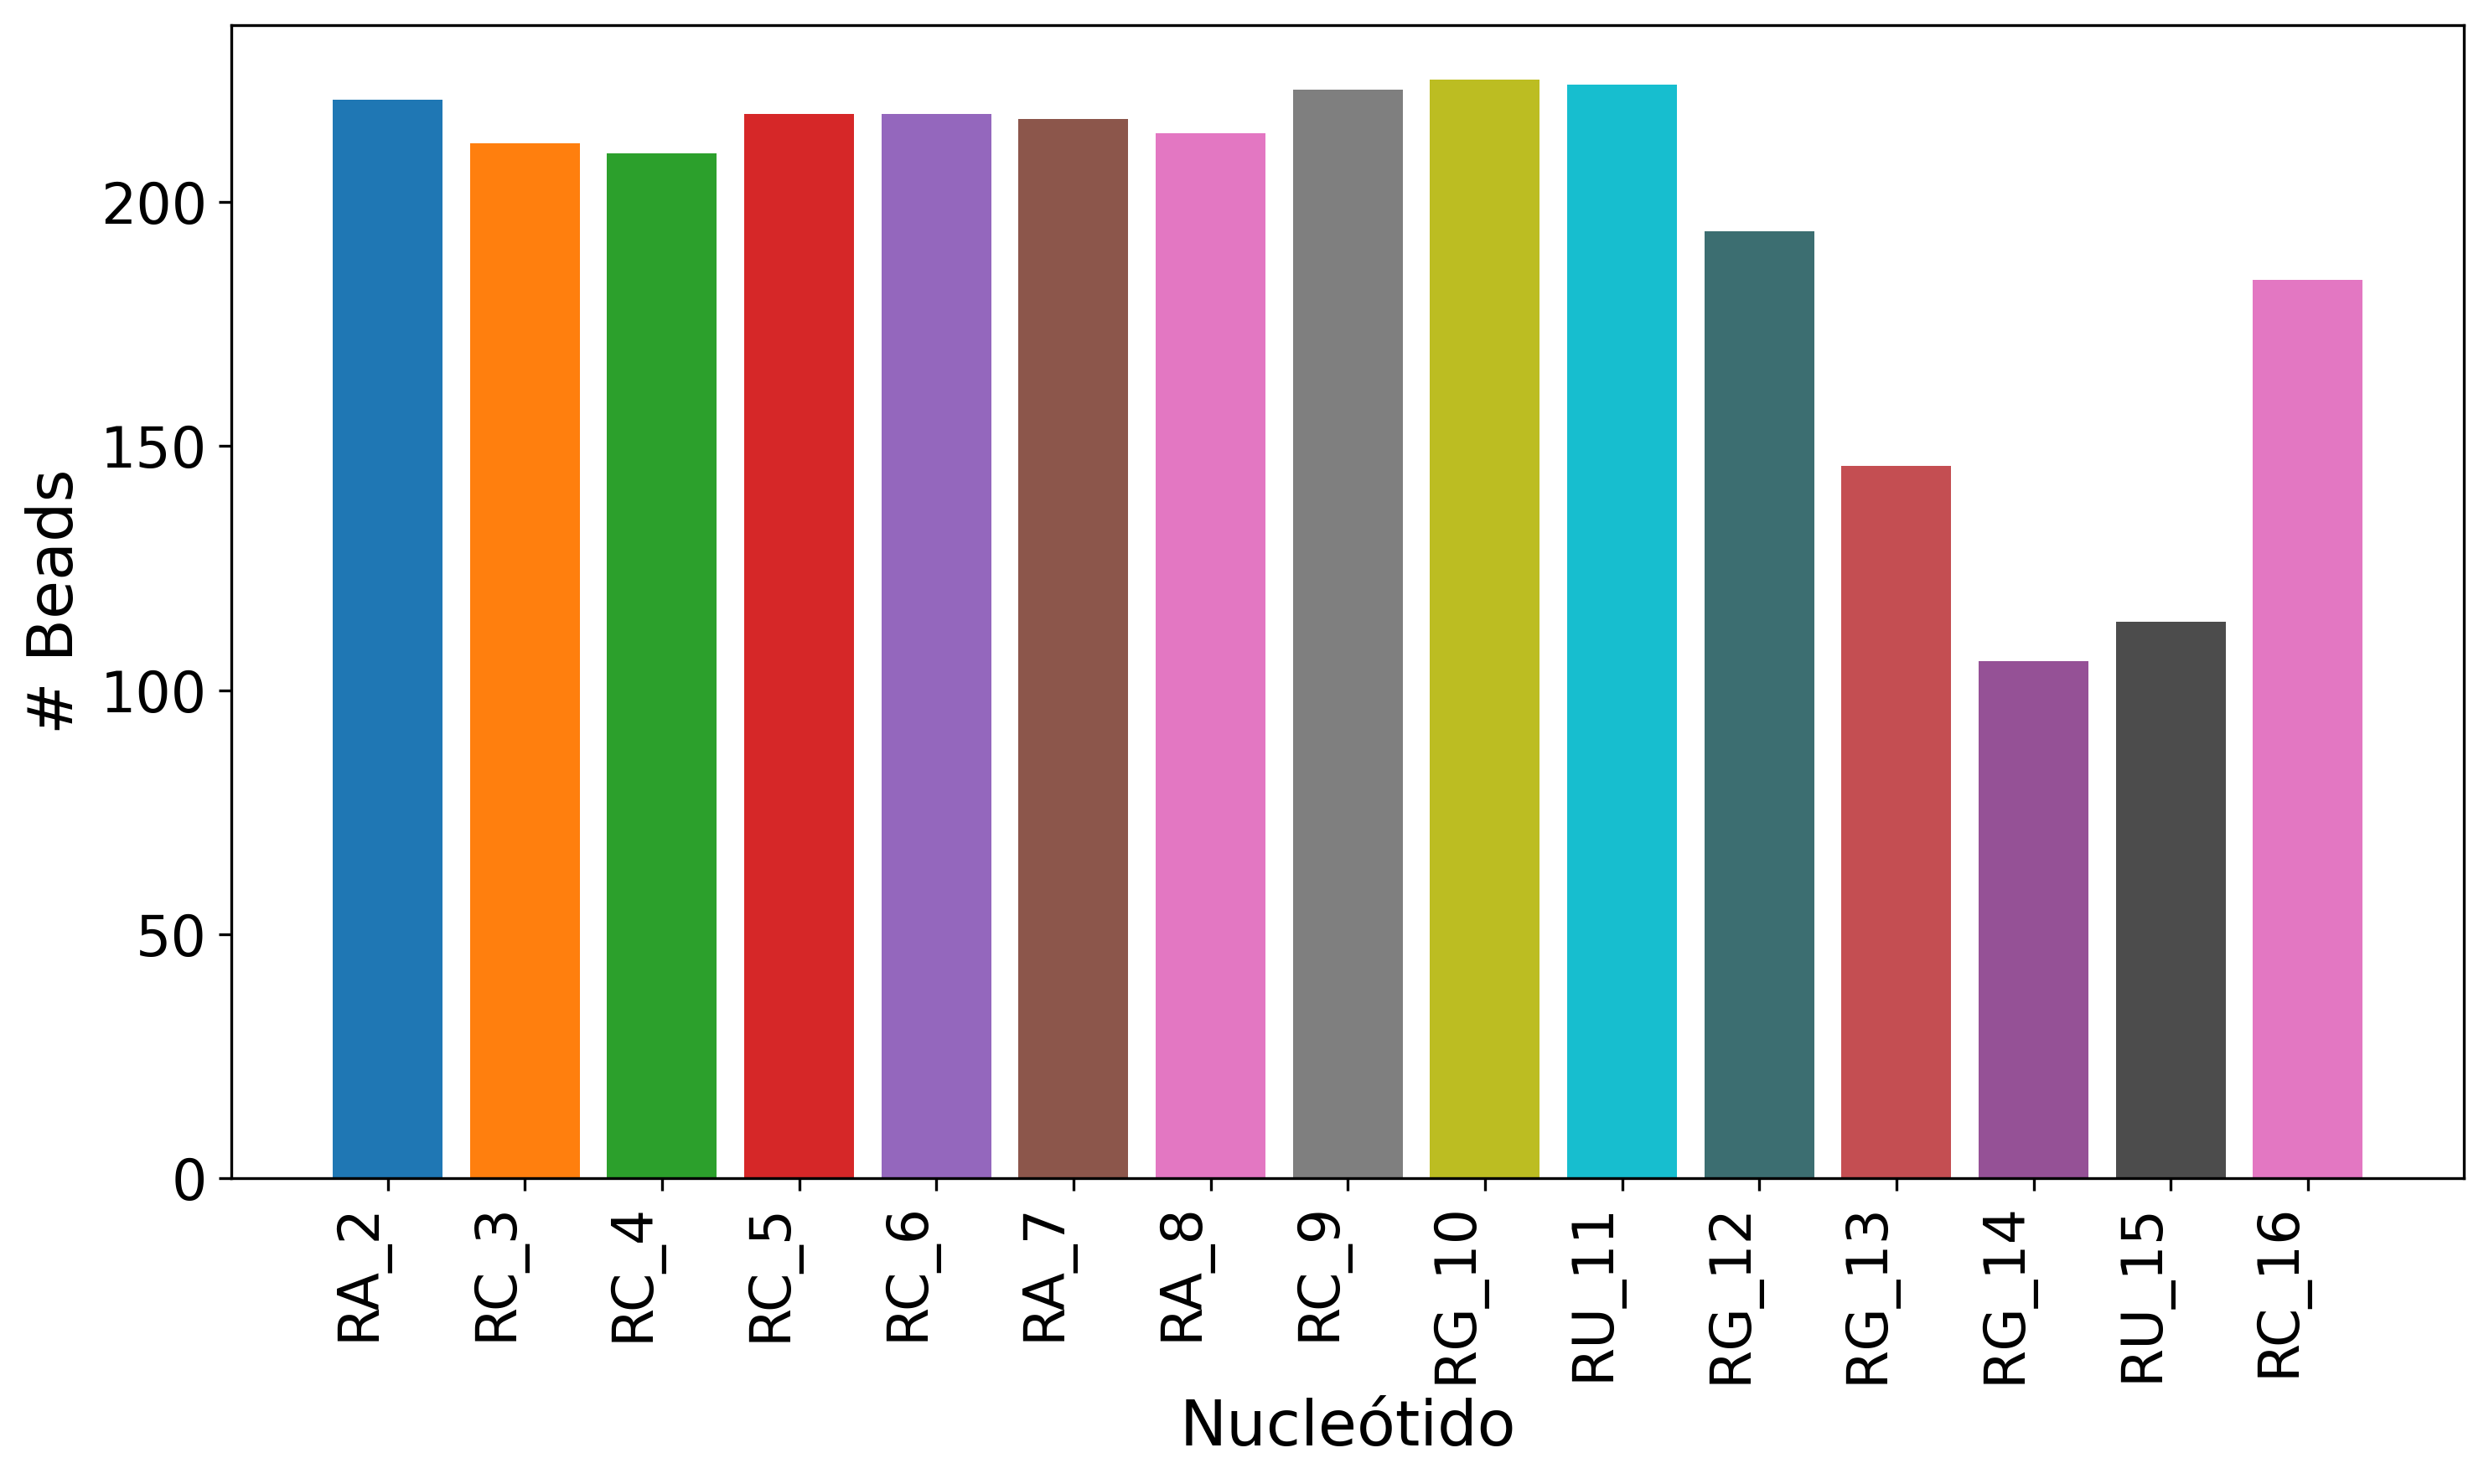 # Beads
200
150
100
50
0
RA_2
RC_3
RC_4
RC_5
RC_6
RA_7
RA_8
RC_9
RG_10
RU_11
RG_12
RG_13
RG_14
RU_15
RC_16
Nucleótido